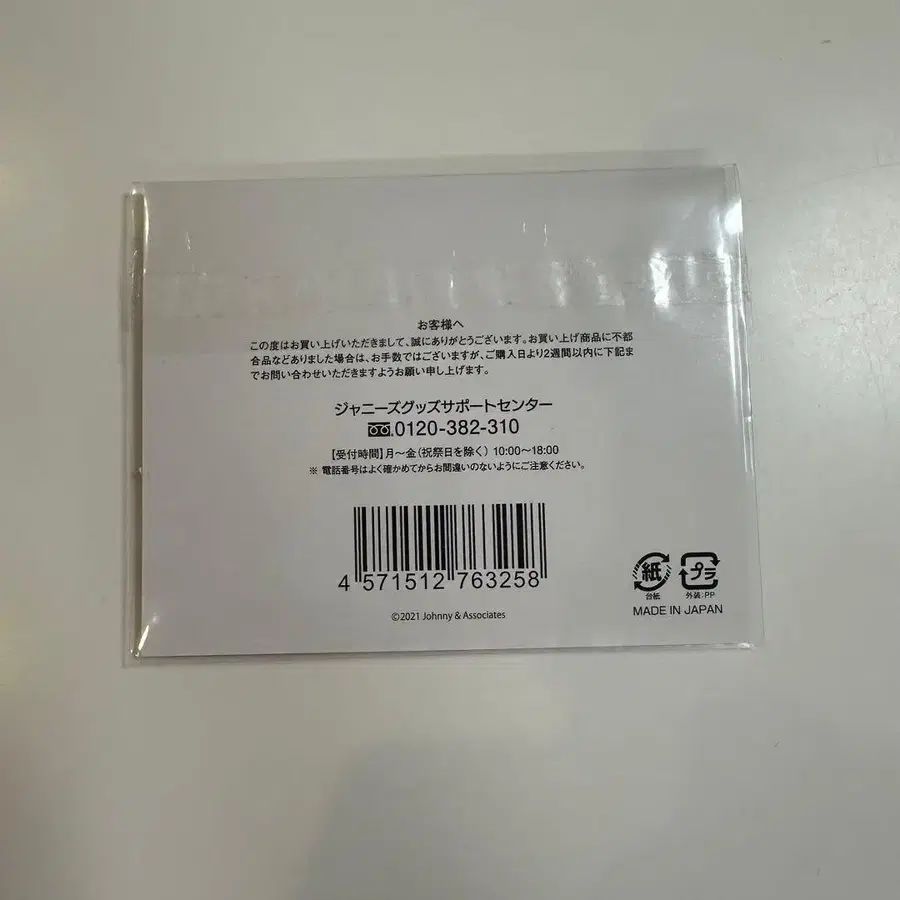 お客様へ
この度はお買い上げいただきまして、誠にありがとうございます。お買い上げ商品に不都
合品などありました場合は、お手数ではございますが、ご購入日より2週間以内に下記ま
でお問い合わせいただきますようお願い申し上げます。
ジャニーズグッズサポートセンター
0120-382-310
【受付時間】月～金(祝祭日を除く) 10:00～18:00
※ 電話番号はよく確かめてからお間違いのないようにご注意ください。
4 571512 763258
©2021 Johnny & Associates
紙 プラ
台紙 外装:PP
MADE IN JAPAN